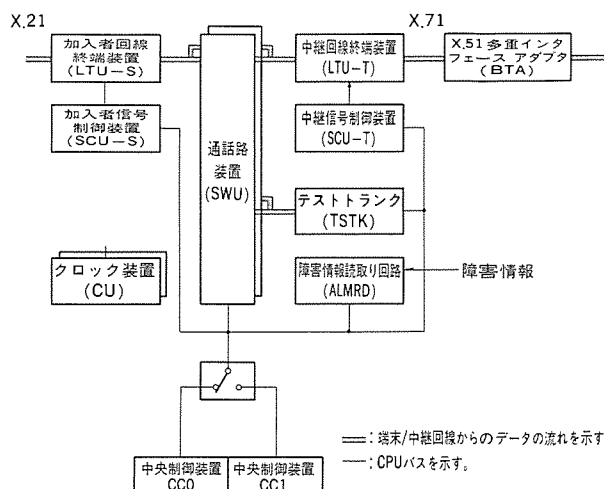 X.21
X.71
加入者回線
終端装置
(LTU-S)
中継回線終端装置
(LTU-T)
X.51多重インタ
フェース アダプタ
(BTA)
加入者信号
制御装置
(SCU-S)
通話路
装置
(SWU)
中継信号制御装置
(SCU-T)
テストトランク
(TSTK)
クロック装置
(CU)
障害情報読取り回路
(ALMRD)
障害情報
中央制御装置
CC0
中央制御装置
CC1
:端末/中継回線からのデータの流れを示す
:CPUバスを示す。